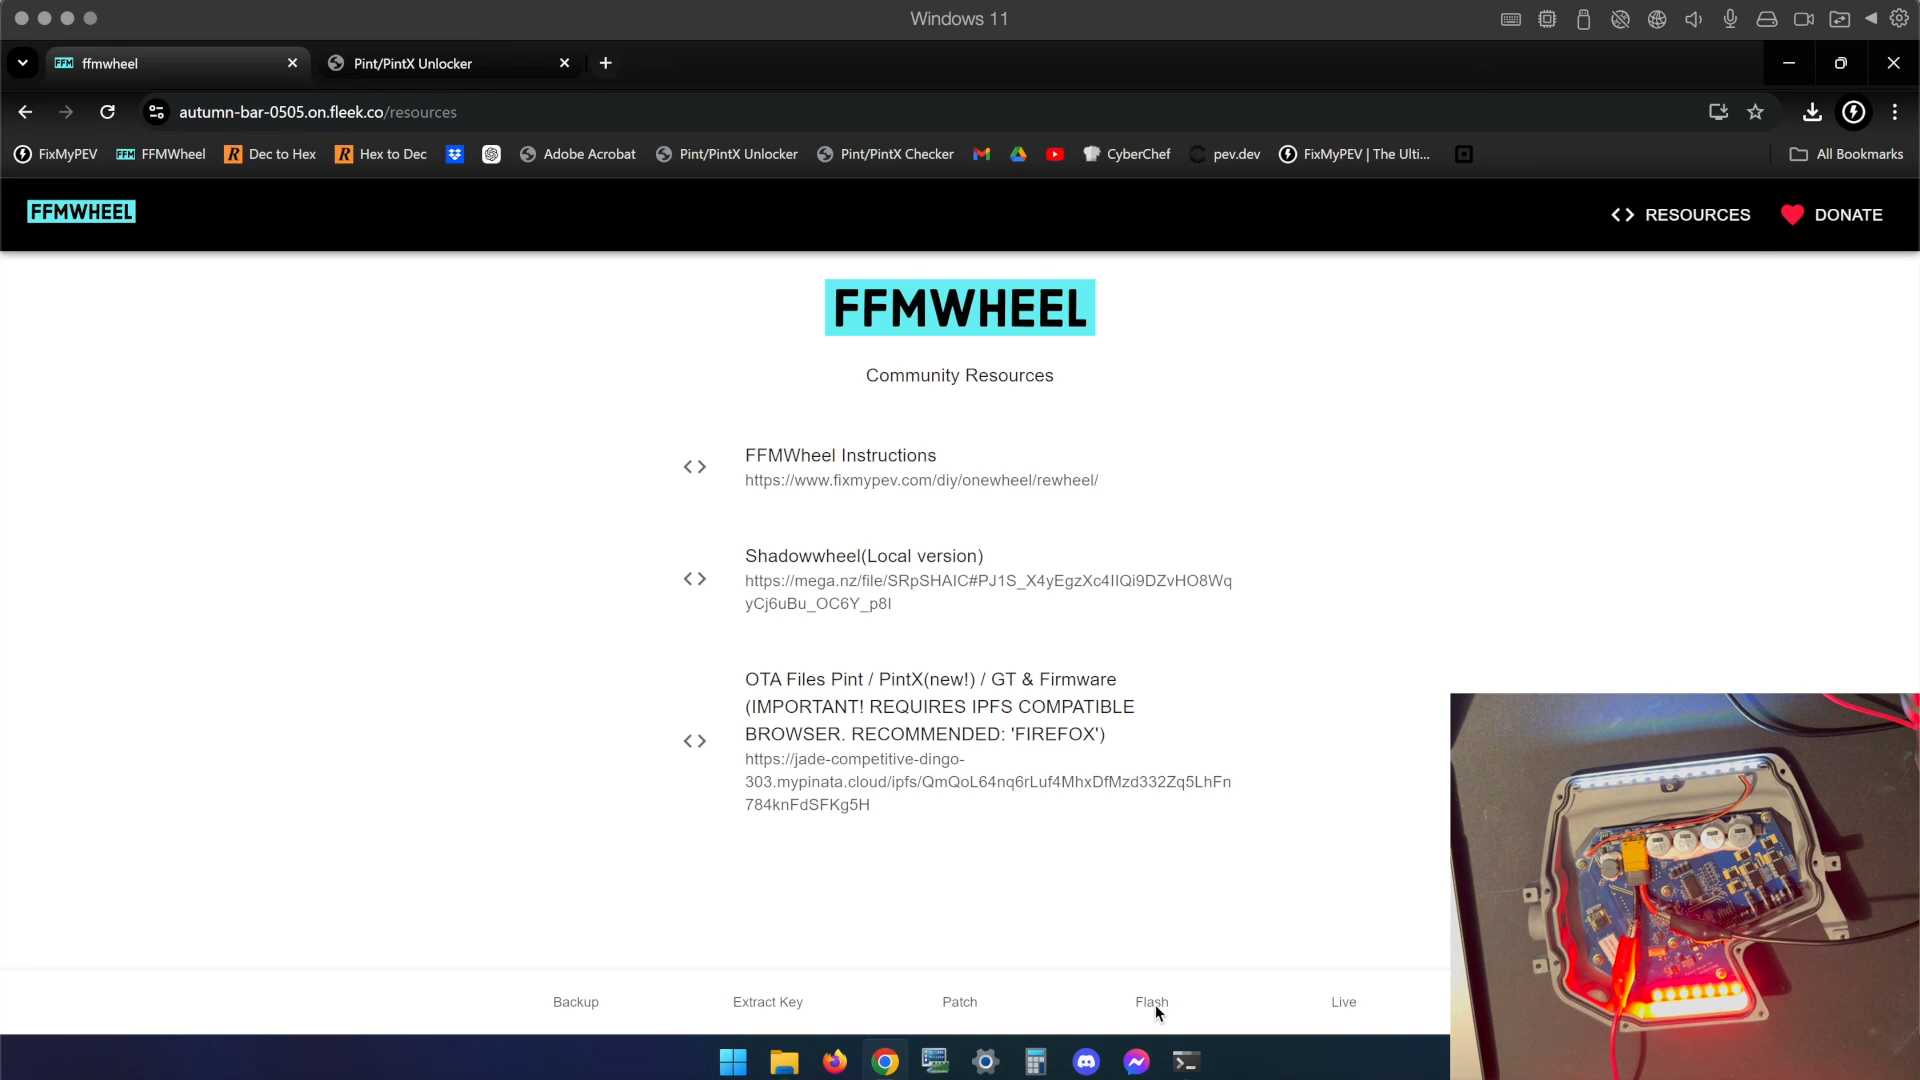 Windows 11
ffmwheel
Pint/PintX Unlocker
autumn-bar-0505.on.fleek.co/resources
FixMyPEV
FFMWheel
Dec to Hex
Hex to Dec
Adobe Acrobat
Pint/PintX Unlocker
Pint/PintX Checker
CyberChef
pev.dev
FixMyPEV | The Ulti...
All Bookmarks
FFMWHEEL
RESOURCES
DONATE
FFMWHEEL
Community Resources
FFMWheel Instructions
https://www.fixmypev.com/diy/onewheel/rewheel/
Shadowwheel(Local version)
https://mega.nz/file/SRpSHAIC#PJ1S_X4yEgzXc4IIQi9DZvHO8Wq
yCj6uBu_OC6Y_p8I
OTA Files Pint / PintX(new!) / GT & Firmware
(IMPORTANT! REQUIRES IPFS COMPATIBLE
BROWSER. RECOMMENDED: 'FIREFOX')
https://jade-competitive-dingo-
303.mypinata.cloud/ipfs/QmQoL64nq6rLuf4MhxDfMzd332Zq5LhFn
784knFdSFKg5H
Backup
Extract Key
Patch
Flash
Live